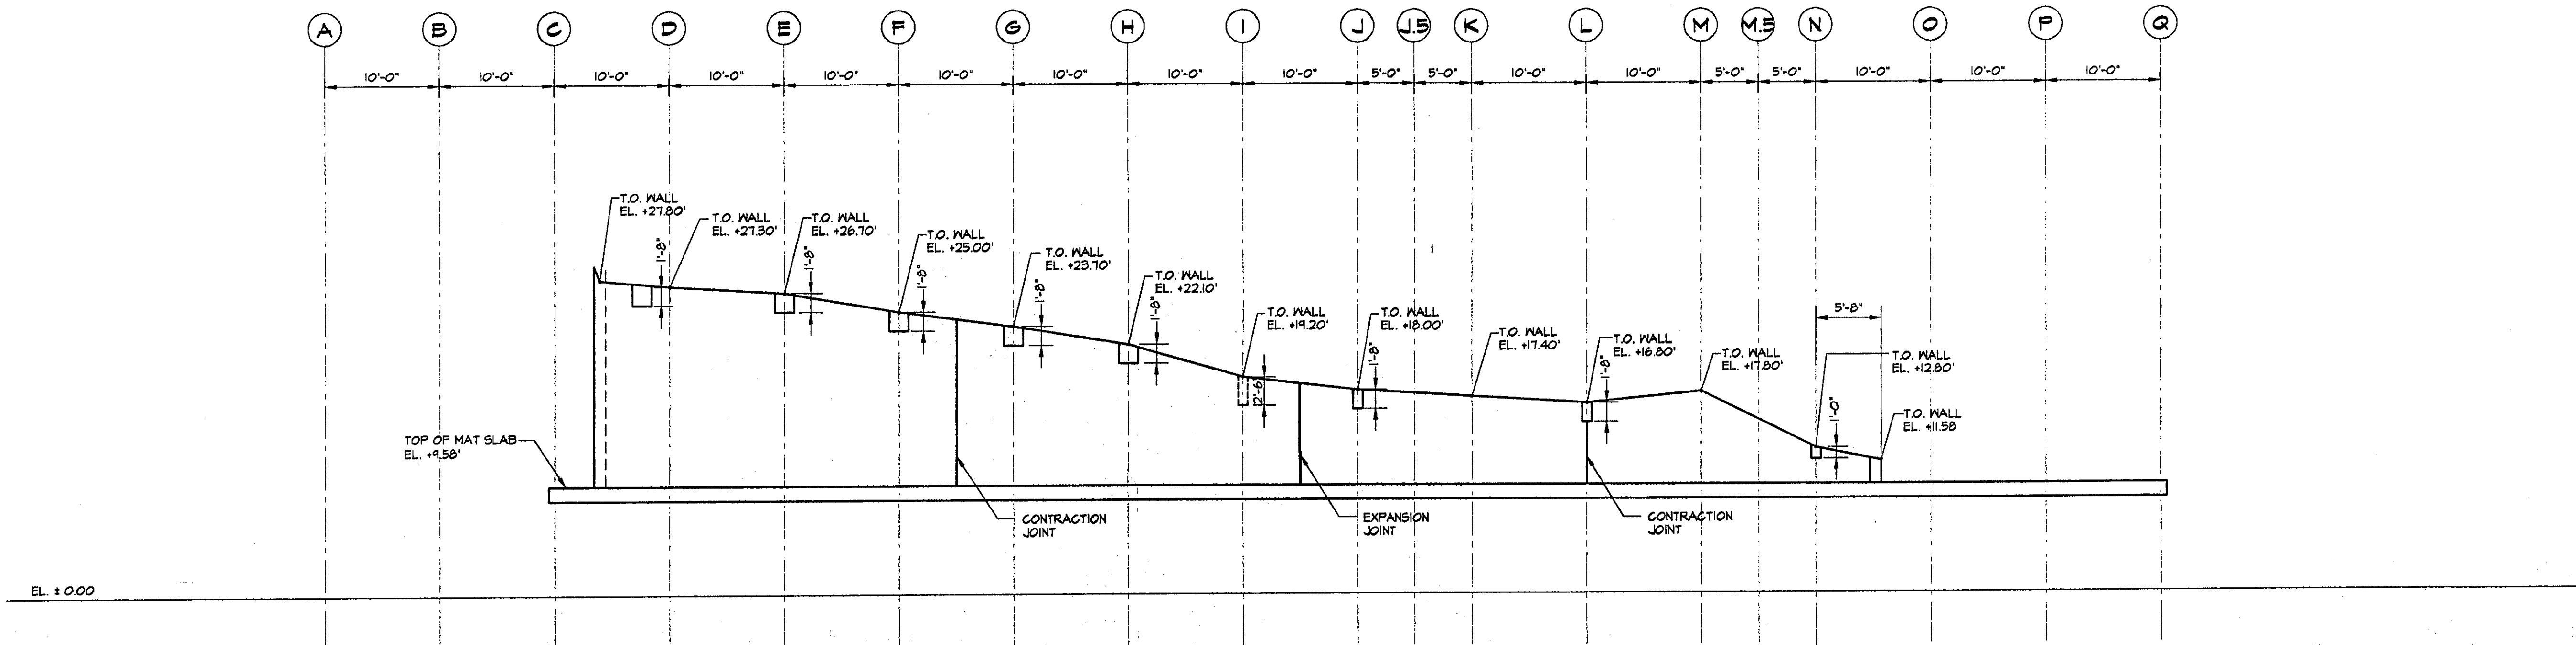 A B C D E F G H I J J.5 K L M M.5 N O P Q
10'-0" 10'-0" 10'-0" 10'-0" 10'-0" 10'-0" 10'-0" 10'-0" 10'-0" 5'-0" 5'-0" 10'-0" 10'-0" 5'-0" 5'-0" 10'-0" 10'-0" 10'-0"
T.O. WALL
EL. +27.80'
1'-8"
T.O. WALL
EL. +27.30'
T.O. WALL
EL. +26.70'
1'-8"
T.O. WALL
EL. +25.00'
1'-8"
T.O. WALL
EL. +23.70'
1'-8"
T.O. WALL
EL. +22.10'
1'-8"
T.O. WALL
EL. +19.20'
2'-6"
T.O. WALL
EL. +18.00'
1'-8"
T.O. WALL
EL. +17.40'
T.O. WALL
EL. +16.80'
1'-8"
T.O. WALL
EL. +17.80'
5'-8"
T.O. WALL
EL. +12.80'
1'-0"
T.O. WALL
EL. +11.58
TOP OF MAT SLAB
EL. +9.58'
CONTRACTION
JOINT
EXPANSION
JOINT
CONTRACTION
JOINT
EL. ± 0.00